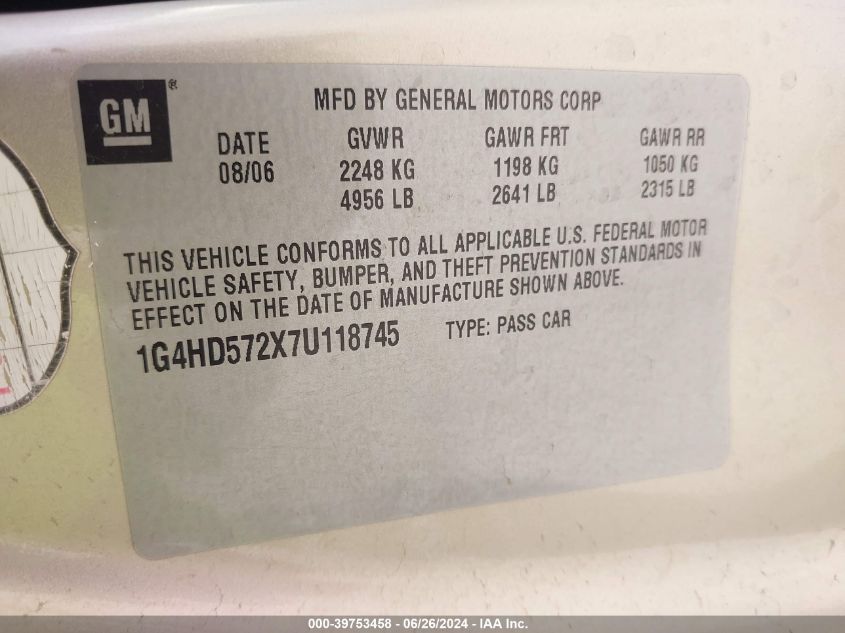 GM ®
MFD BY GENERAL MOTORS CORP
DATE GVWR GAWR FRT GAWR RR
08/06 2248 KG 1198 KG 1050 KG
4956 LB 2641 LB 2315 LB
THIS VEHICLE CONFORMS TO ALL APPLICABLE U.S. FEDERAL MOTOR
VEHICLE SAFETY, BUMPER, AND THEFT PREVENTION STANDARDS IN
EFFECT ON THE DATE OF MANUFACTURE SHOWN ABOVE.
1G4HD572X7U118745 TYPE: PASS CAR
000-39753458 - 06/26/2024 - IAA Inc.